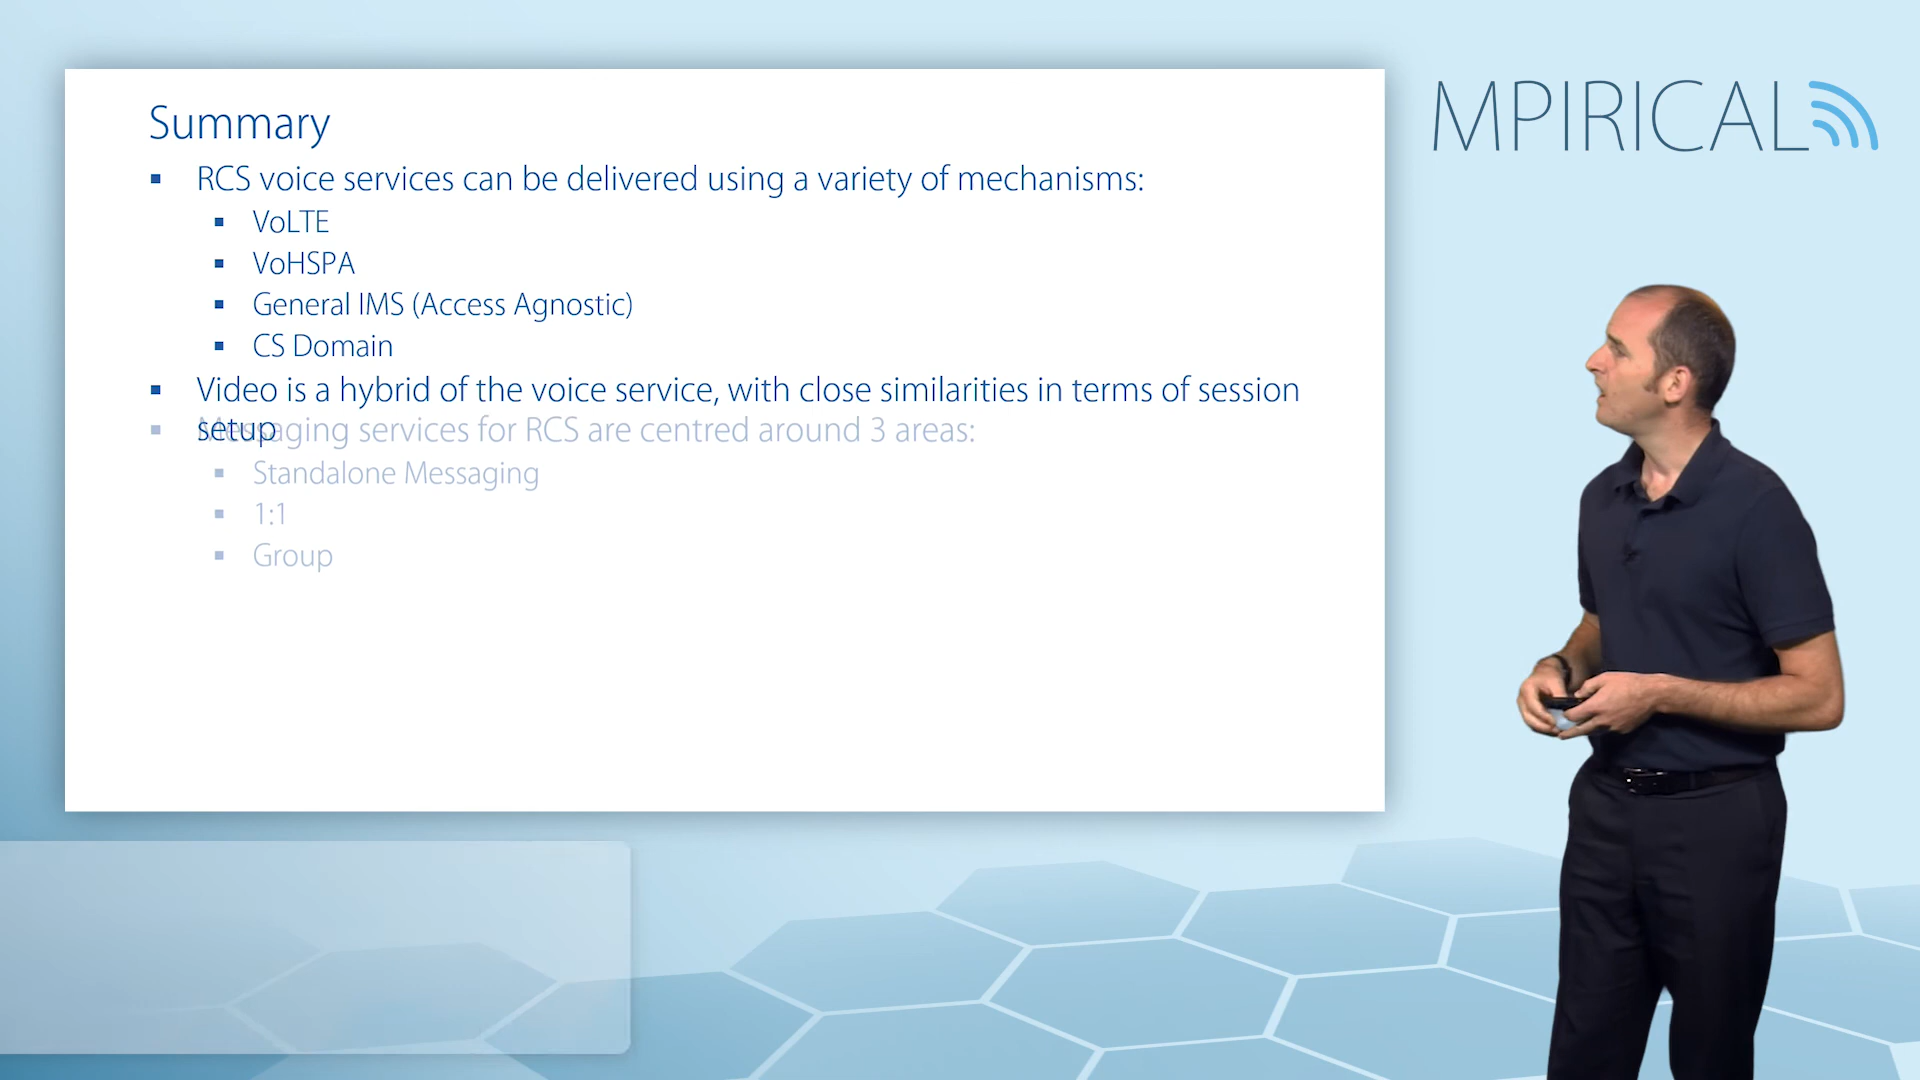 MPIRICAL
Summary
▪ RCS voice services can be delivered using a variety of mechanisms:
▪ VoLTE
▪ VoHSPA
▪ General IMS (Access Agnostic)
▪ CS Domain
▪ Video is a hybrid of the voice service, with close similarities in terms of session
setup
▪ Messaging services for RCS are centred around 3 areas:
▪ Standalone Messaging
▪ 1:1
▪ Group